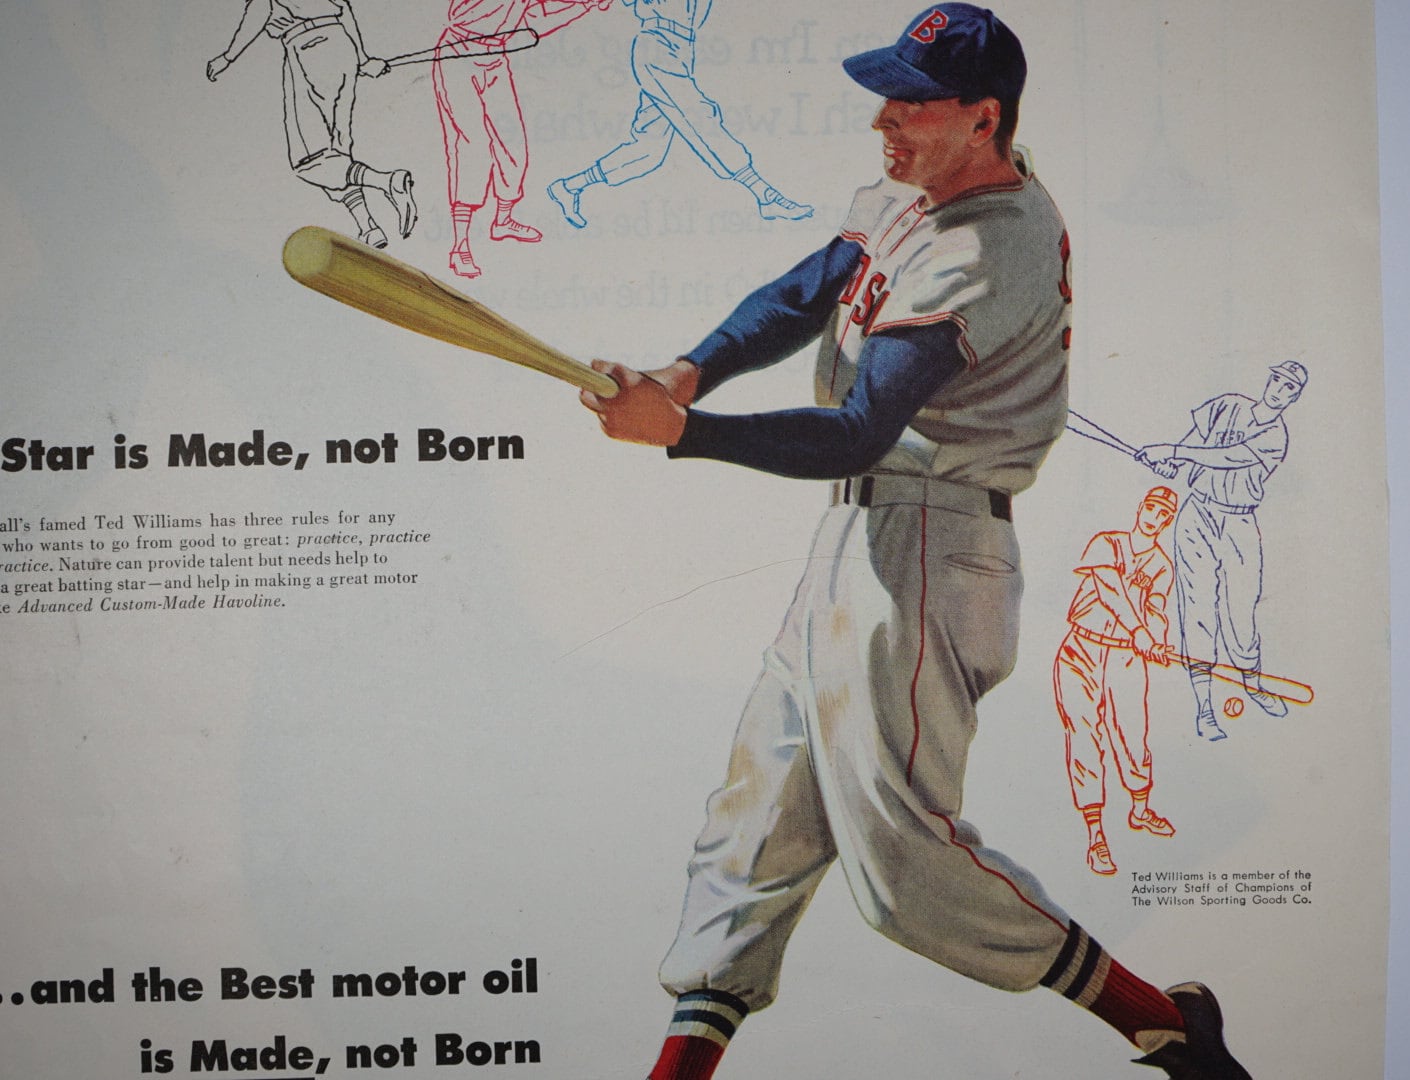 B
Star is Made, not Born
all's famed Ted Williams has three rules for any
who wants to go from good to great: practice, practice
ractice. Nature can provide talent but needs help to
a great batting star—and help in making a great motor
e Advanced Custom-Made Havoline.
Ted Williams is a member of the
Advisory Staff of Champions of
The Wilson Sporting Goods Co.
..and the Best motor oil
is Made, not Born